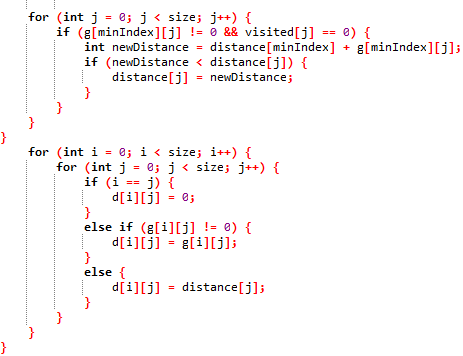 for (int j = 0; j < size; j++) {
if (g[minIndex][j] != 0 && visited[j] == 0) {
int newDistance = distance[minIndex] + g[minIndex][j];
if (newDistance < distance[j]) {
distance[j] = newDistance;
}
}
}
}
for (int i = 0; i < size; i++) {
for (int j = 0; j < size; j++) {
if (i == j) {
d[i][j] = 0;
}
else if (g[i][j] != 0) {
d[i][j] = g[i][j];
}
else {
d[i][j] = distance[j];
}
}
}
}